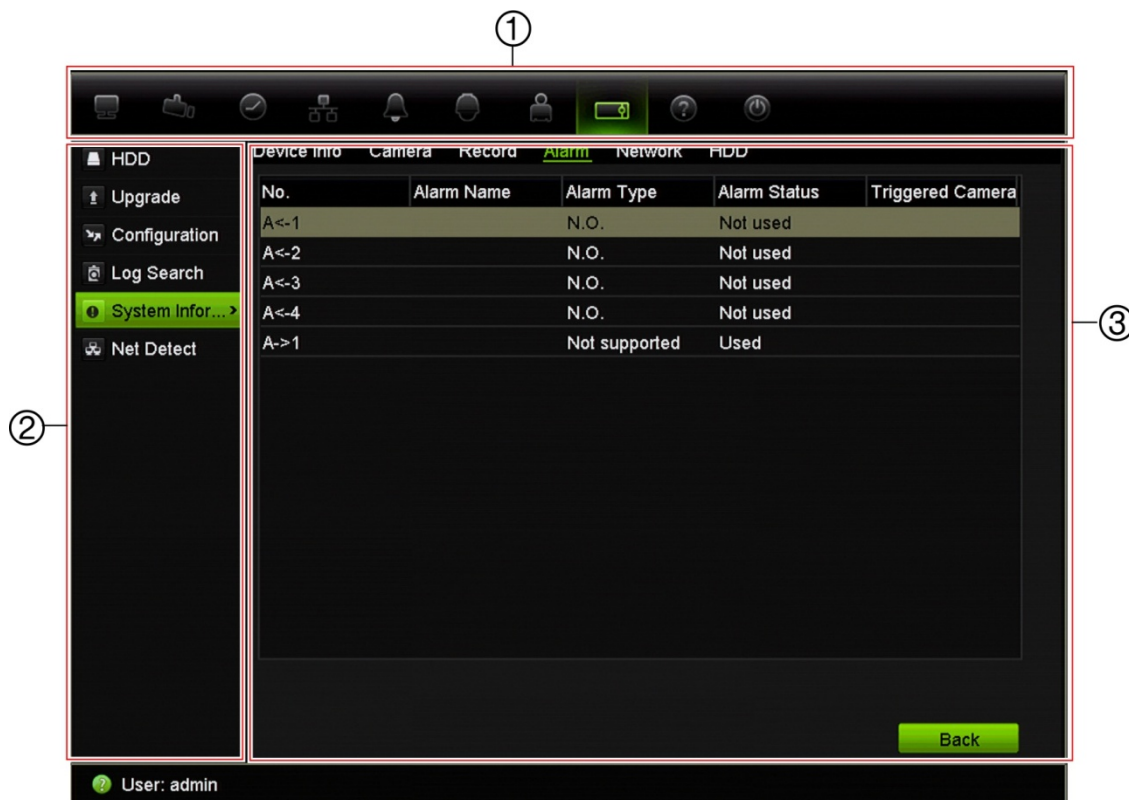 ①
HDD
Upgrade
Configuration
Log Search
System Infor... >
Net Detect
Device Info Camera Record Alarm Network HDD
No. Alarm Name Alarm Type Alarm Status Triggered Camera
A<-1 N.O. Not used
A<-2 N.O. Not used
A<-3 N.O. Not used
A<-4 N.O. Not used
A->1 Not supported Used
②
③
Back
User: admin